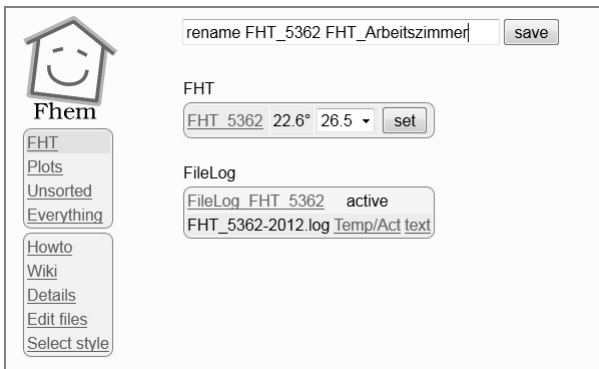 rename FHT_5362 FHT_Arbeitszimmer save
Fhem
FHT
Plots
Unsorted
Everything
Howto
Wiki
Details
Edit files
Select style
FHT
FHT_5362 22.6° 26.5 set
FileLog
FileLog_FHT_5362 active
FHT_5362-2012.log Temp/Act text